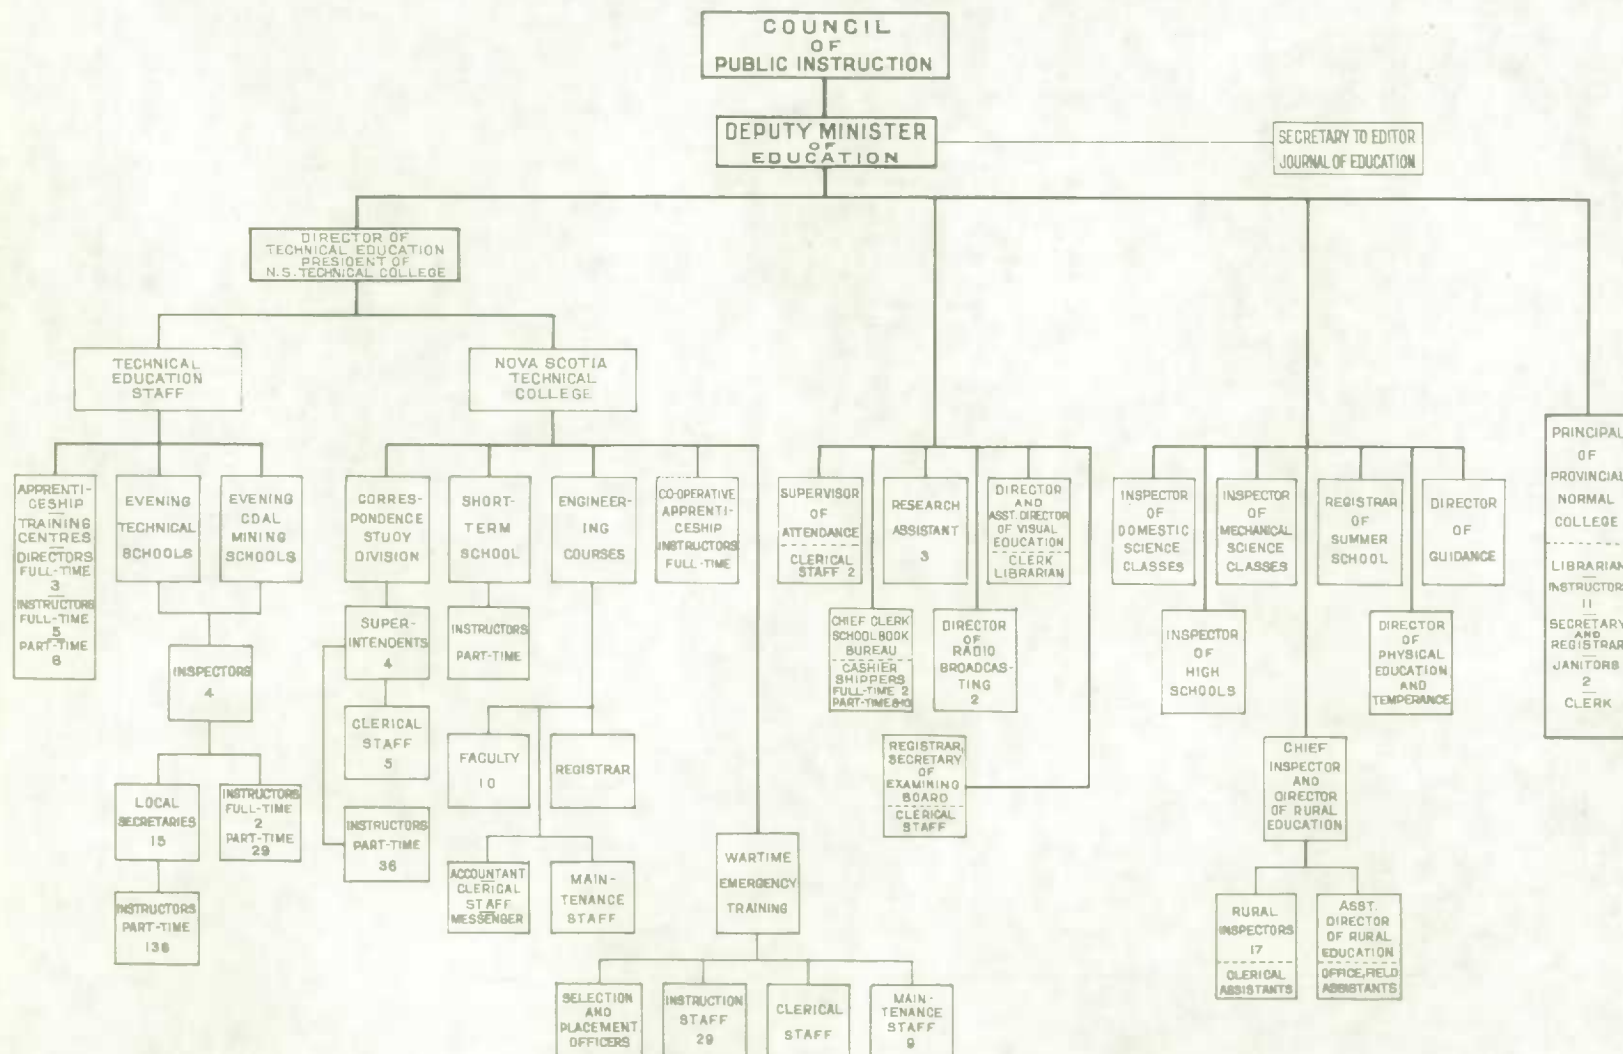 COUNCIL
OF
PUBLIC INSTRUCTION
DEPUTY MINISTER
OF
EDUCATION
SECRETARY TO EDITOR
JOURNAL OF EDUCATION
DIRECTOR OF
TECHNICAL EDUCATION
PRESIDENT OF
N.S. TECHNICAL COLLEGE
TECHNICAL
EDUCATION
STAFF
NOVA SCOTIA
TECHNICAL
COLLEGE
APPRENTI-
CESHIP
TRAINING
CENTRES
DIRECTORS
FULL-TIME
3
INSTRUCTORS
FULL-TIME
5
PART-TIME
EVENING
TECHNICAL
SCHOOLS
EVENING
COAL
MINING
SCHOOLS
INSPECTORS
4
LOCAL
SECRETARIES
15
INSTRUCTORS
FULL-TIME
2
PART-TIME
29
INSTRUCTORS
PART-TIME
CORRES-
PONDENCE
STUDY
DIVISION
SUPER-
INTENDENTS
4
CLERICAL
STAFF
5
INSTRUCTORS
PART-TIME
36
SHORT-
TERM
SCHOOL
INSTRUCTORS
PART-TIME
ENGINEER-
ING
COURSES
FACULTY
10
REGISTRAR
ACCOUNTANT
CLERICAL
STAFF
MESSENGER
MAIN-
TENANCE
STAFF
CO-OPERATIVE
APPRENTI-
CESHIP
INSTRUCTORS
FULL-TIME
WARTIME
EMERGENCY
TRAINING
SELECTION
AND
PLACEMENT
OFFICERS
INSTRUCTION
STAFF
29
CLERICAL
STAFF
MAIN-
TENANCE
STAFF
9
SUPERVISOR
OF
ATTENDANCE
CLERICAL
STAFF 2
RESEARCH
ASSISTANT
3
DIRECTOR
AND
ASST. DIRECTOR
OF VISUAL
EDUCATION
CLERK
LIBRARIAN
CHIEF CLERK
SCHOOL BOOK
BUREAU
CASHIER
SHIPPERS
FULL-TIME 2
PART-TIME 8-10
DIRECTOR
OF
RADIO
BROADCAS-
TING
2
REGISTRAR,
SECRETARY
OF
EXAMINING
BOARD
CLERICAL
STAFF
INSPECTOR
OF
DOMESTIC
SCIENCE
CLASSES
INSPECTOR
OF
MECHANICAL
SCIENCE
CLASSES
REGISTRAR
OF
SUMMER
SCHOOL
DIRECTOR
OF
GUIDANCE
INSPECTOR
OF
HIGH
SCHOOLS
DIRECTOR
OF
PHYSICAL
EDUCATION
AND
TEMPERANCE
CHIEF
INSPECTOR
AND
DIRECTOR
OF RURAL
EDUCATION
RURAL
INSPECTORS
17
CLERICAL
ASSISTANTS
ASST.
DIRECTOR
OF RURAL
EDUCATION
OFFICE, FIELD
ASSISTANTS
PRINCIPAL
OF
PROVINCIAL
NORMAL
COLLEGE
LIBRARIAN
INSTRUCTORS
11
SECRETARY
AND
REGISTRAR
JANITORS
2
CLERK